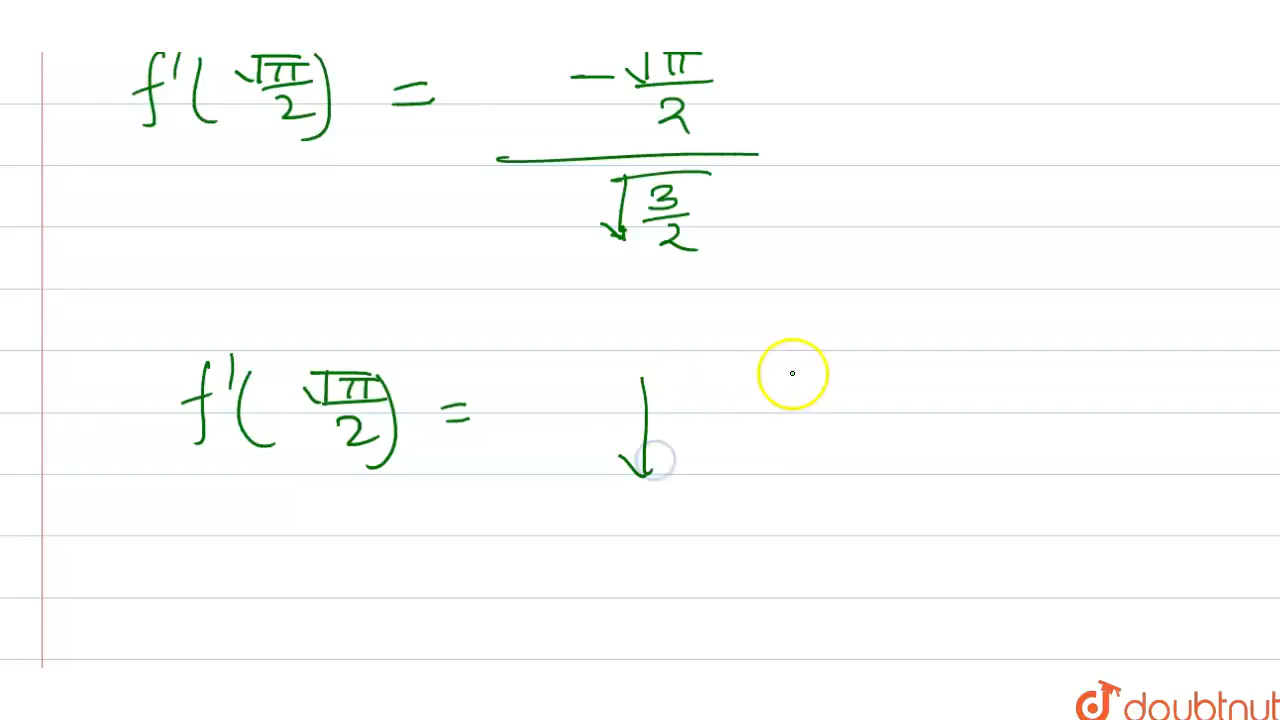 f'(√π/2) = (-√π/2)/√(3/2)
f'(√π/2) =
doubtnut